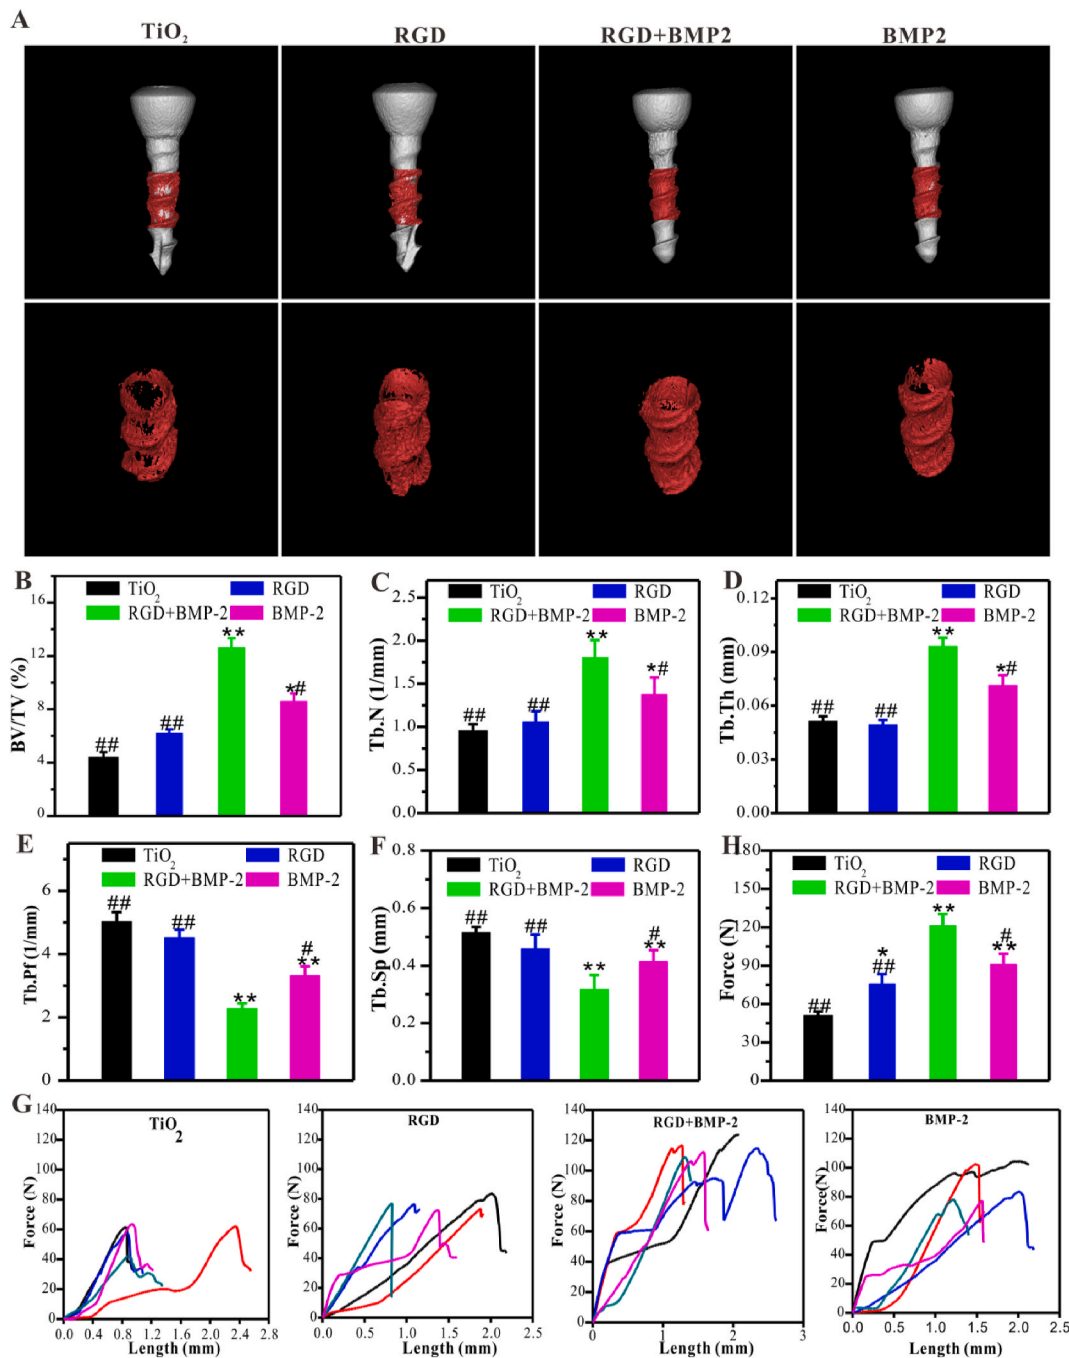 A
TiO2 RGD RGD+BMP2 BMP2
B
TiO2 RGD
RGD+BMP-2 BMP-2
BV/TV (%)
16
12
8
4
0
## ## ** *#
C
TiO2 RGD
RGD+BMP-2 BMP-2
Tb.N (1/mm)
2.5
2.0
1.5
1.0
0.5
0.0
## ## ** *#
D
TiO2 RGD
RGD+BMP-2 BMP-2
Tb.Th (mm)
0.12
0.09
0.06
0.03
0.00
## ## ** *#
E
TiO2 RGD
RGD+BMP-2 BMP-2
Tb.Pf (1/mm)
6
4
2
0
## ## ** # **
F
TiO2 RGD
RGD+BMP-2 BMP-2
Tb.Sp (mm)
0.8
0.6
0.4
0.2
0.0
## ## ** # **
H
TiO2 RGD
RGD+BMP-2 BMP-2
Force (N)
180
150
120
90
60
30
0
## * ## ** # **
G
TiO2
Force (N)
140
120
100
80
60
40
20
0
0.0 0.4 0.8 1.2 1.6 2.0 2.4 2.8
Length (mm)
RGD
Force (N)
140
120
100
80
60
40
20
0
0.0 0.5 1.0 1.5 2.0 2.5
Length (mm)
RGD+BMP-2
Force (N)
140
120
100
80
60
40
20
0
0 1 2 3
Length (mm)
BMP-2
Force(N)
140
120
100
80
60
40
20
0
0.0 0.5 1.0 1.5 2.0 2.5
Length (mm)